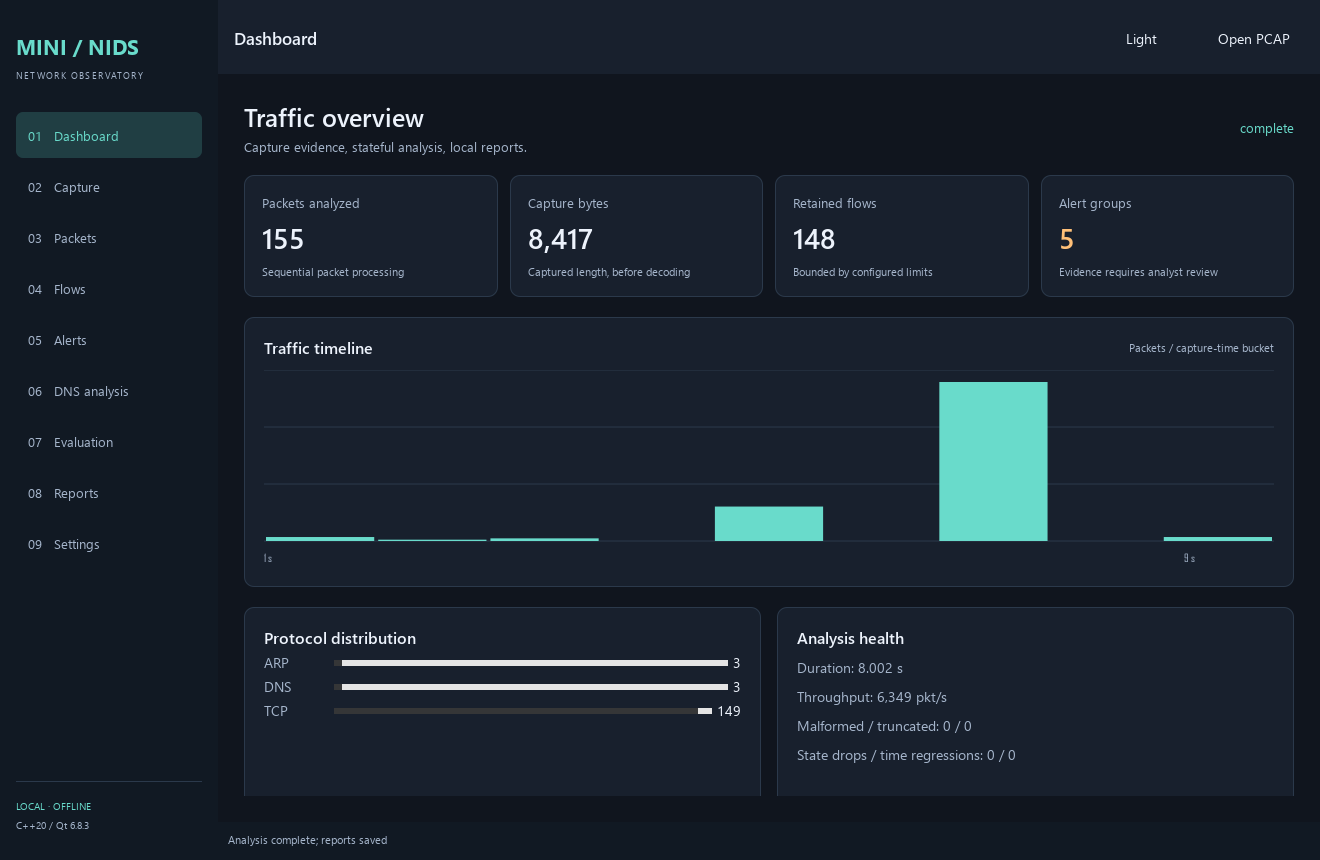 MINI / NIDS
NETWORK OBSERVATORY
01 Dashboard
02 Capture
03 Packets
04 Flows
05 Alerts
06 DNS analysis
07 Evaluation
08 Reports
09 Settings
LOCAL · OFFLINE
C++20 / Qt 6.8.3
Dashboard
Light
Open PCAP
Traffic overview
Capture evidence, stateful analysis, local reports.
complete
Packets analyzed
155
Sequential packet processing
Capture bytes
8,417
Captured length, before decoding
Retained flows
148
Bounded by configured limits
Alert groups
5
Evidence requires analyst review
Traffic timeline
Packets / capture-time bucket
1s
9s
Protocol distribution
ARP 3
DNS 3
TCP 149
Analysis health
Duration: 8.002 s
Throughput: 6,349 pkt/s
Malformed / truncated: 0 / 0
State drops / time regressions: 0 / 0
Analysis complete; reports saved